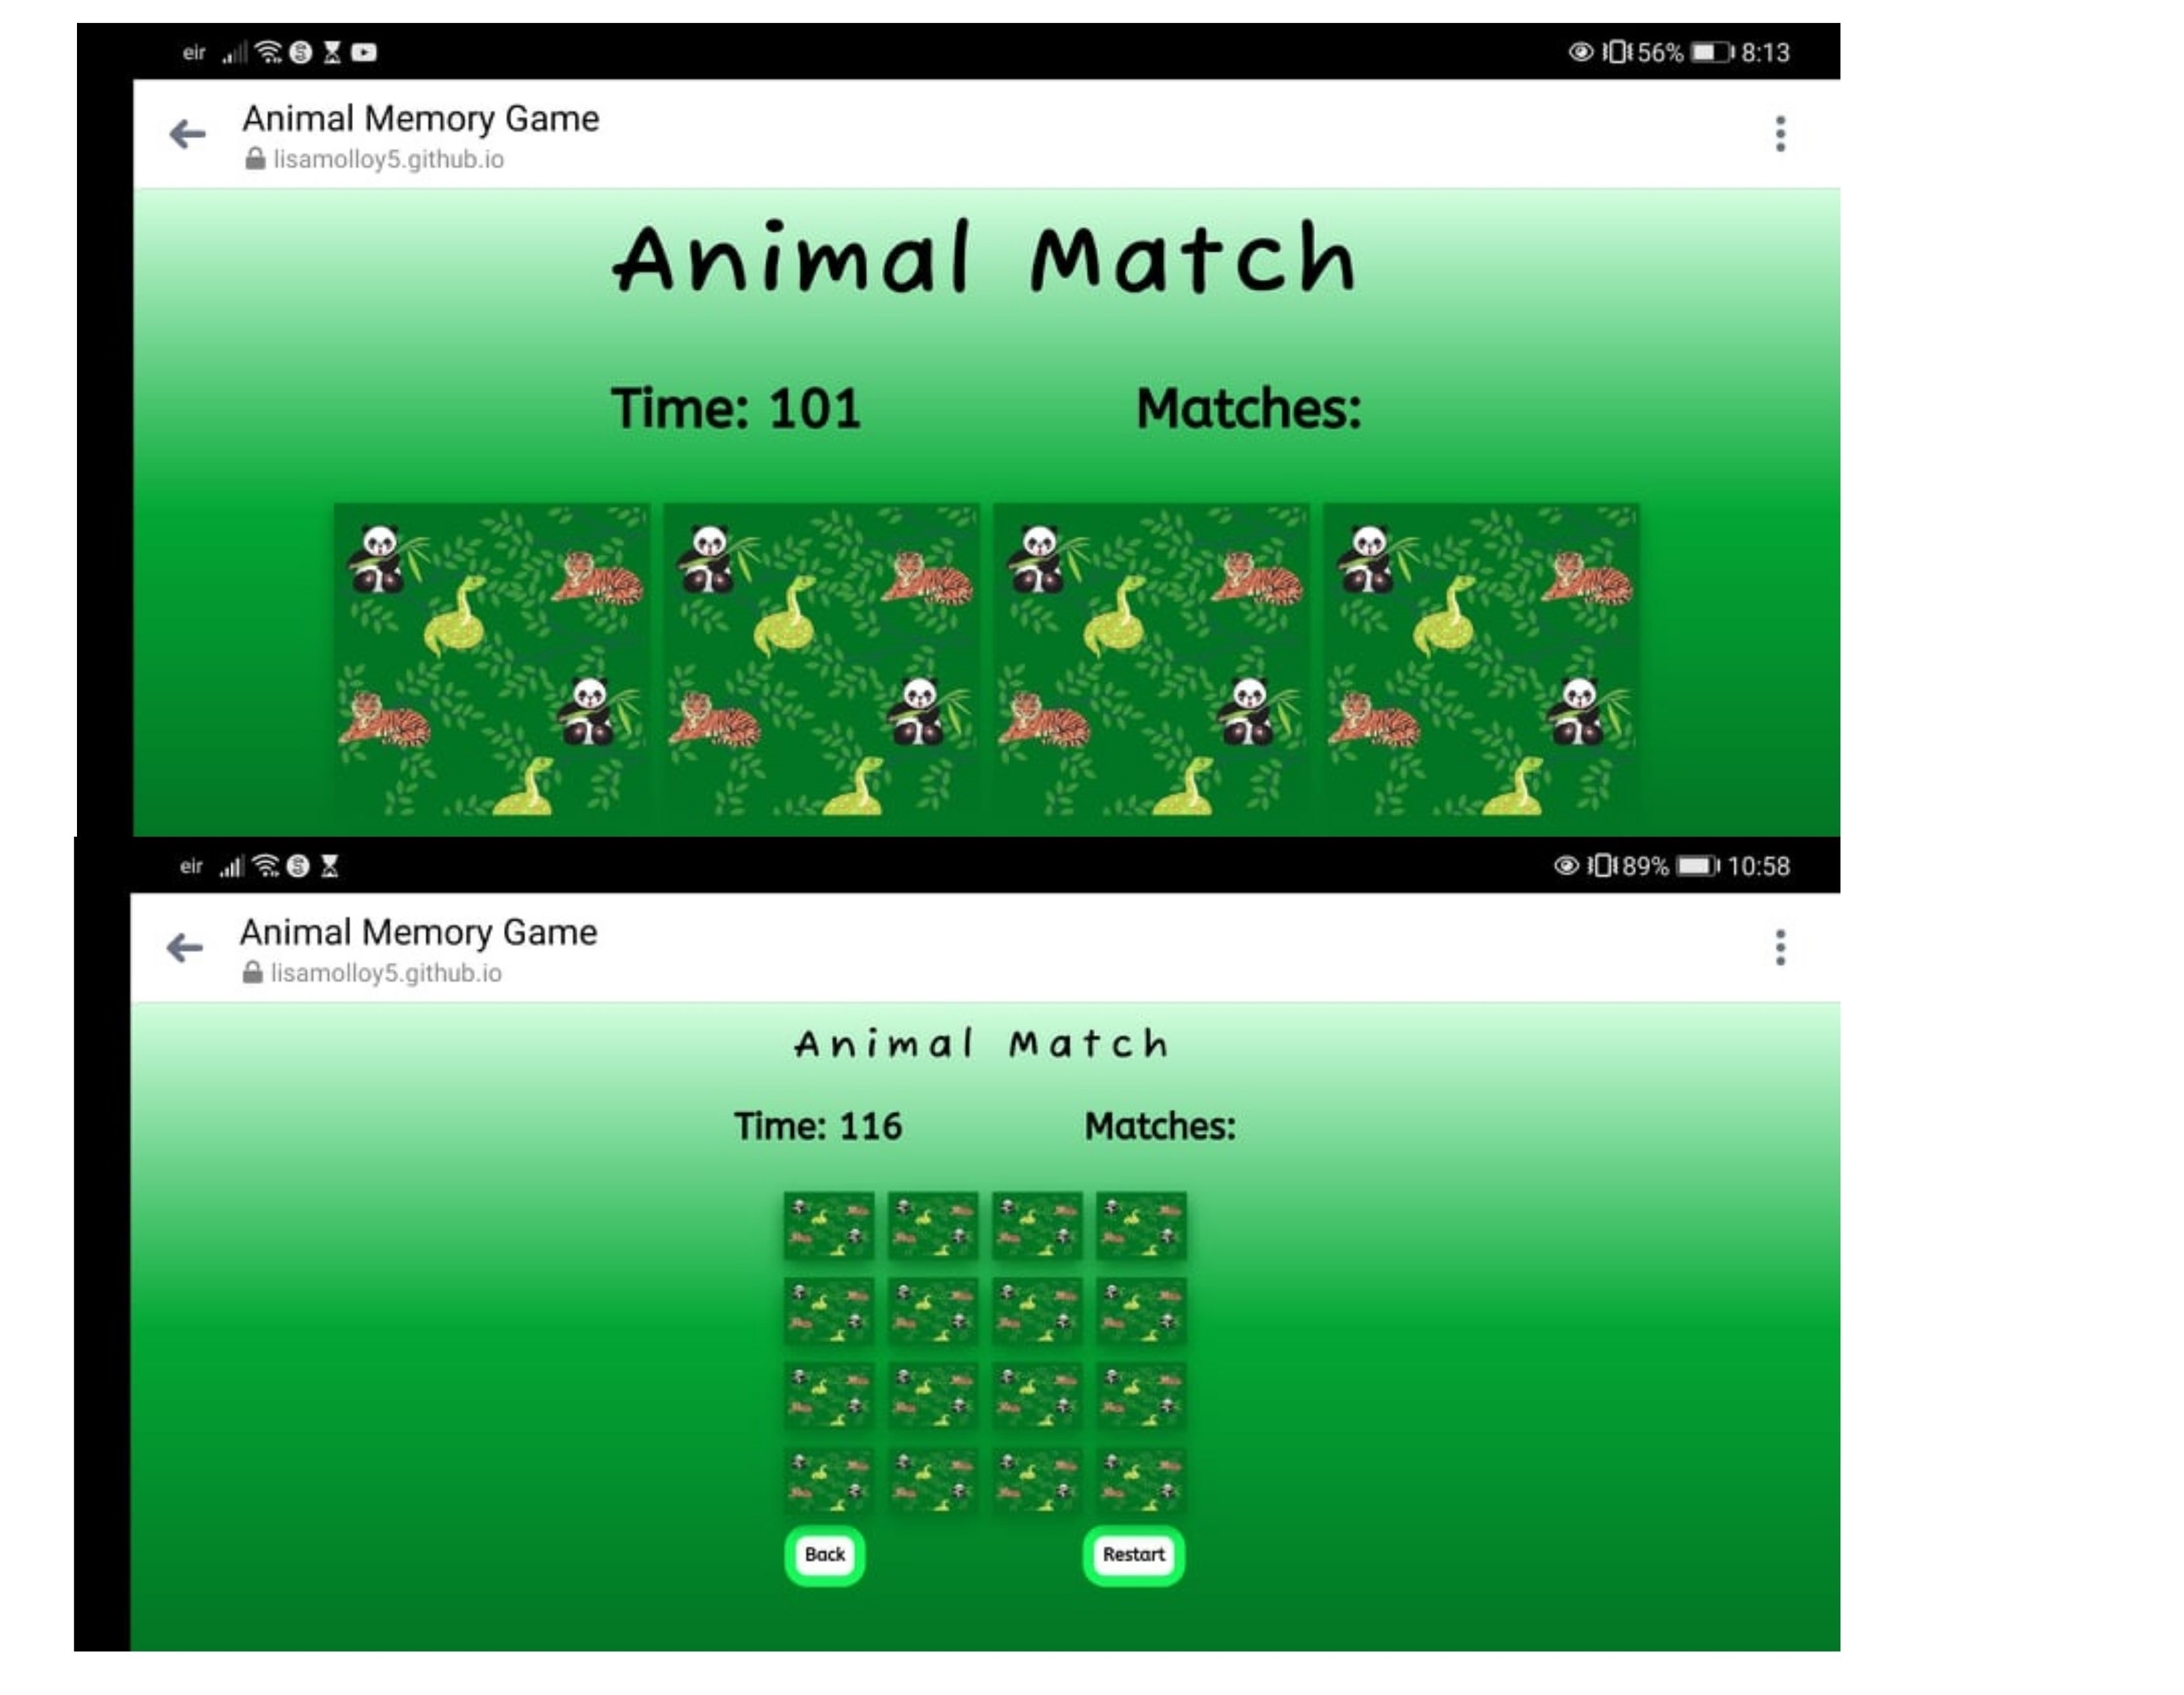 eir 56% 8:13
Animal Memory Game
lisamolloy5.github.io
Animal Match
Time: 101 Matches:
eir 89% 10:58
Animal Memory Game
lisamolloy5.github.io
Animal Match
Time: 116 Matches:
Back Restart